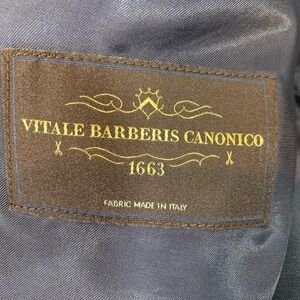 VITALE BARBERIS CANONICO
1663
FABRIC MADE IN ITALY